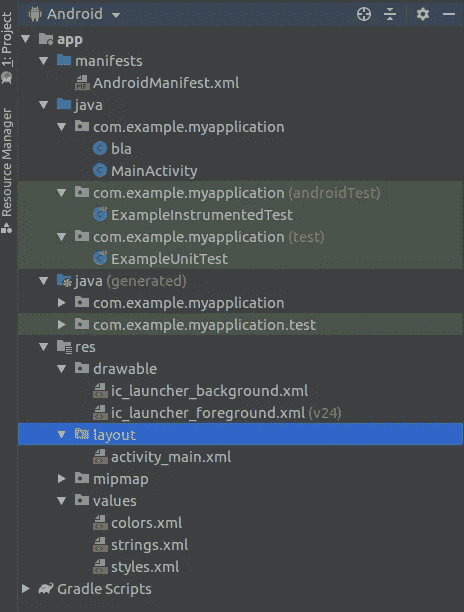 Android
1: Project
Resource Manager
app
manifests
AndroidManifest.xml
java
com.example.myapplication
bla
MainActivity
com.example.myapplication (androidTest)
ExampleInstrumentedTest
com.example.myapplication (test)
ExampleUnitTest
java (generated)
com.example.myapplication
com.example.myapplication.test
res
drawable
ic_launcher_background.xml
ic_launcher_foreground.xml (v24)
layout
activity_main.xml
mipmap
values
colors.xml
strings.xml
styles.xml
Gradle Scripts